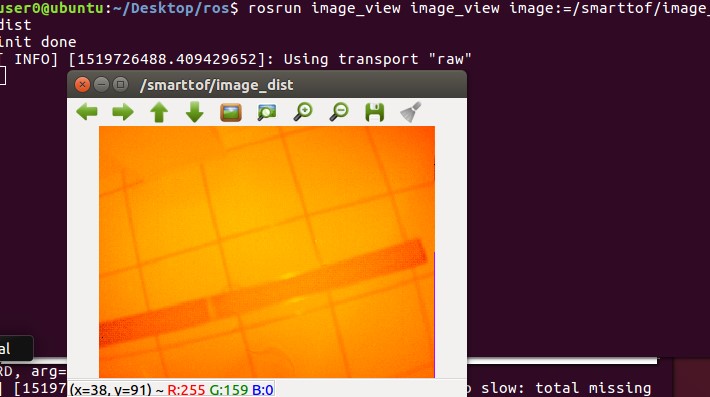 user0@ubuntu:~/Desktop/ros$ rosrun image_view image_view image:=/smarttof/image_
dist
init done
[ INFO] [1519726488.409429652]: Using transport "raw"
/smarttof/image_dist
al
RD, arg=
] [15197
o slow: total missing
(x=38, y=91) ~ R:255 G:159 B:0